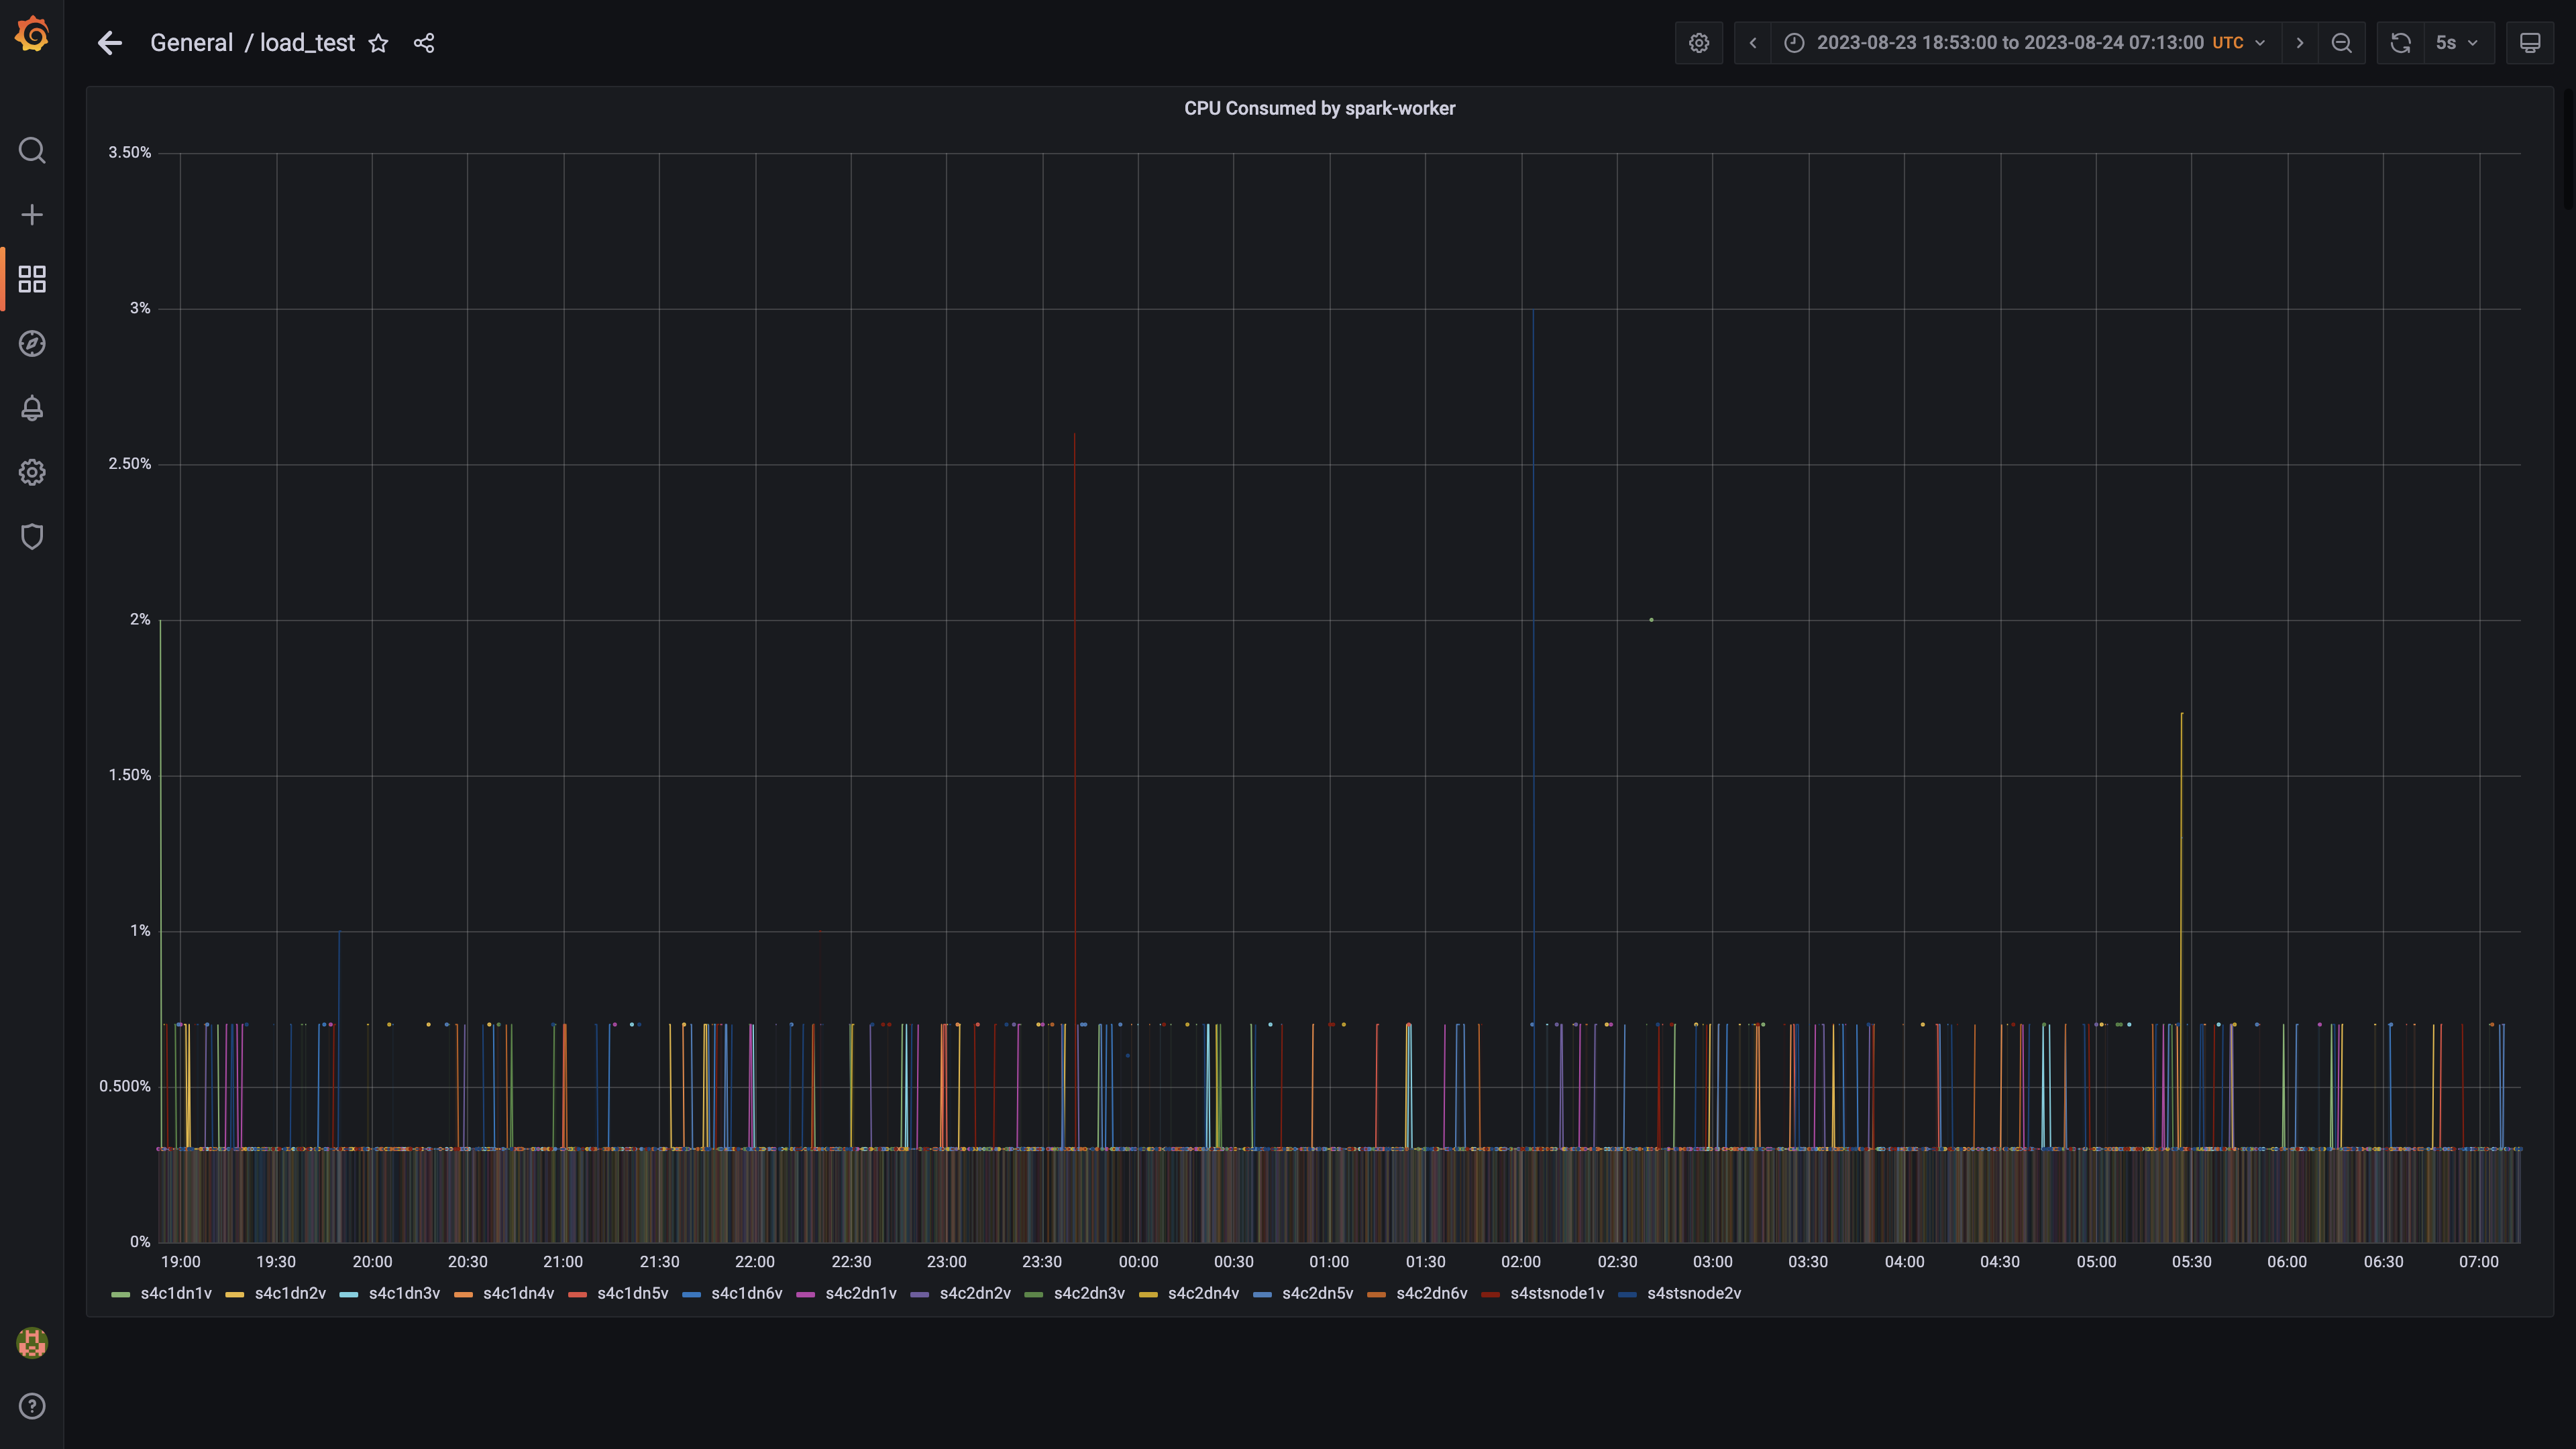 General / load_test
2023-08-23 18:53:00 to 2023-08-24 07:13:00 UTC
5s
CPU Consumed by spark-worker
3.50%
3%
2.50%
2%
1.50%
1%
0.500%
0%
19:00 19:30 20:00 20:30 21:00 21:30 22:00 22:30 23:00 23:30 00:00 00:30 01:00 01:30 02:00 02:30 03:00 03:30 04:00 04:30 05:00 05:30 06:00 06:30 07:00
s4c1dn1v s4c1dn2v s4c1dn3v s4c1dn4v s4c1dn5v s4c1dn6v s4c2dn1v s4c2dn2v s4c2dn3v s4c2dn4v s4c2dn5v s4c2dn6v s4stsnode1v s4stsnode2v